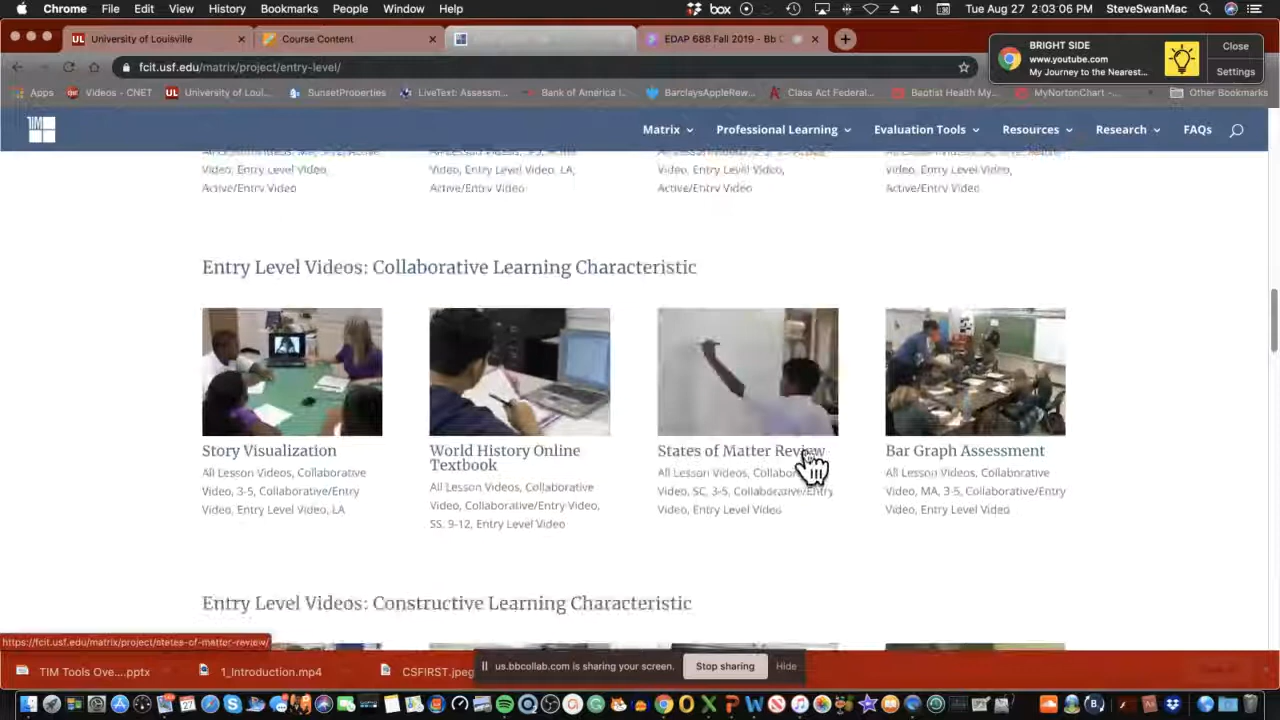 Chrome File Edit View History Bookmarks People Window Help box Tue Aug 27 2:03:06 PM SteveSwanMac
University of Louisville Course Content EDAP 688 Fall 2019 - Bb C
BRIGHT SIDE
www.youtube.com
My Journey to the Nearest...
Close
Settings
fcit.usf.edu/matrix/project/entry-level/
Apps Videos - CNET University of Loui... SunsetProperties LiveText: Assessm... Bank of America I... BarclaysAppleRew... Class Act Federal... Baptist Health My... MyNortonChart -... Other Bookmarks
TIM Matrix Professional Learning Evaluation Tools Resources Research FAQs
Video, Entry Level Video, Video, Entry Level Video, LA, Video, Entry Level Video, Video, Entry Level Video,
Active/Entry Video Active/Entry Video Active/Entry Video Active/Entry Video
Entry Level Videos: Collaborative Learning Characteristic
Story Visualization
All Lesson Videos, Collaborative
Video, 3-5, Collaborative/Entry
Video, Entry Level Video, LA
World History Online
Textbook
All Lesson Videos, Collaborative
Video, Collaborative/Entry Video,
SS, 9-12, Entry Level Video
States of Matter Review
All Lesson Videos,
Video, SC, 3-5, Collaborative/Entry
Video, Entry Level Video
Bar Graph Assessment
All Lesson Videos, Collaborative
Video, MA, 3-5, Collaborative/Entry
Video, Entry Level Video
Entry Level Videos: Constructive Learning Characteristic
https://fcit.usf.edu/matrix/project/states-of-matter-review/
TIM Tools Ove....pptx 1_Introduction.mp4 CSFIRST.jpeg
us.bbcollab.com is sharing your screen. Stop sharing Hide